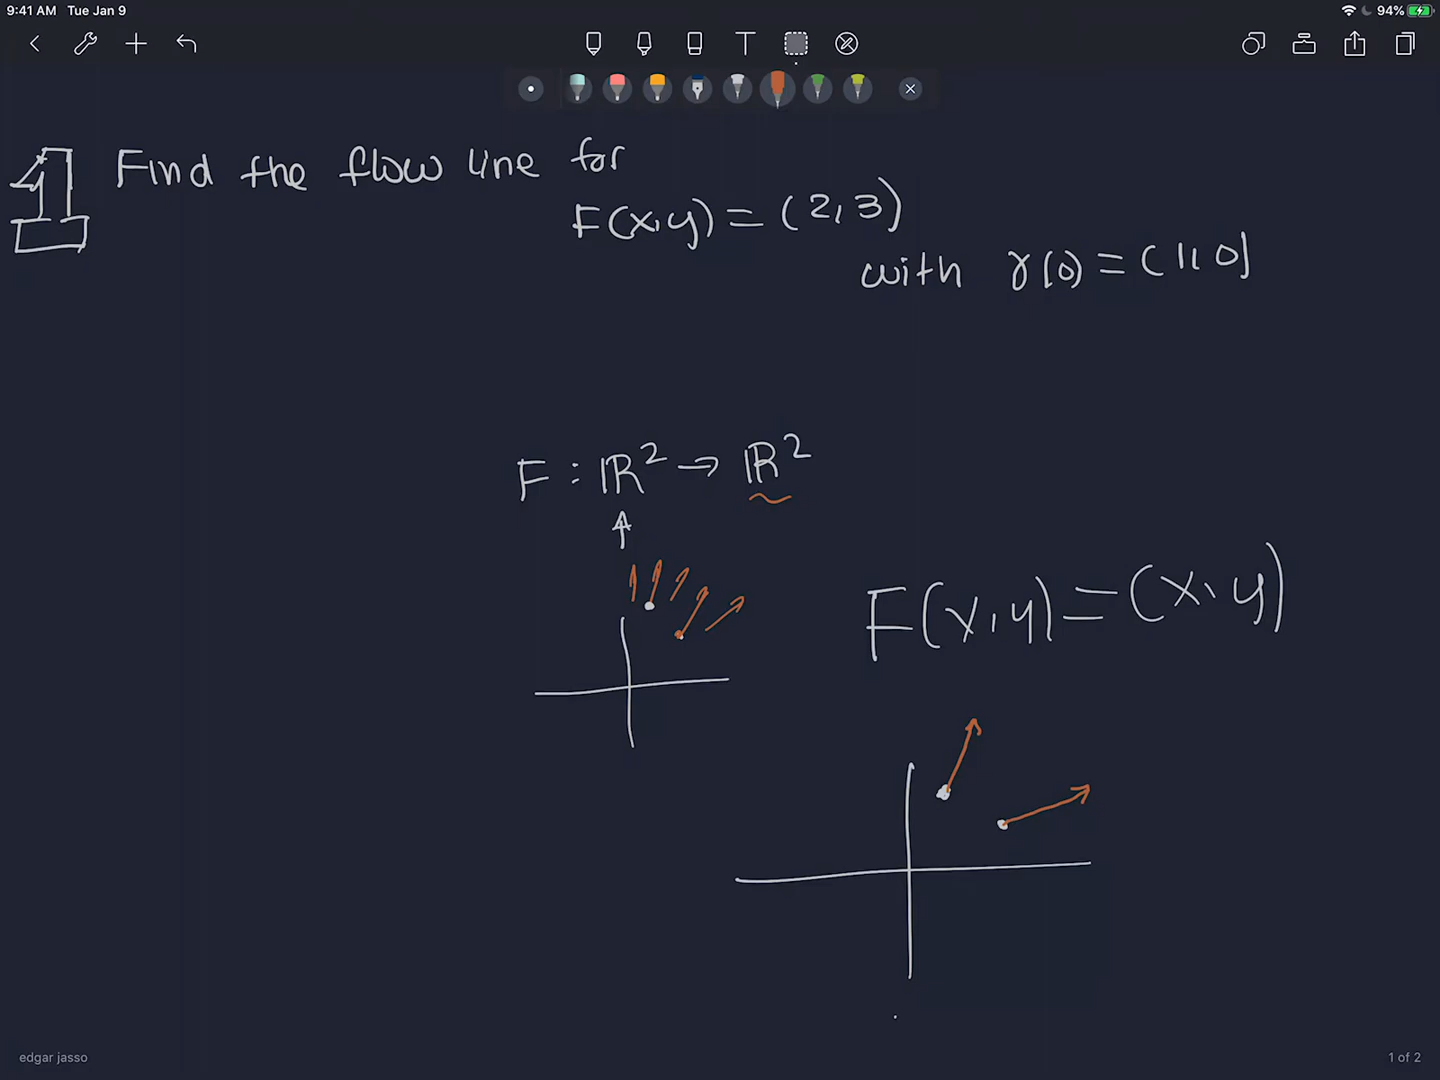 9:41 AM Tue Jan 9
94%
1 Find the flow line for
F(x,y) = (2,3)
with γ(0) = (1,0)
F : ℝ² → ℝ²
F(x,y) = (x,y)
edgar jasso
1 of 2